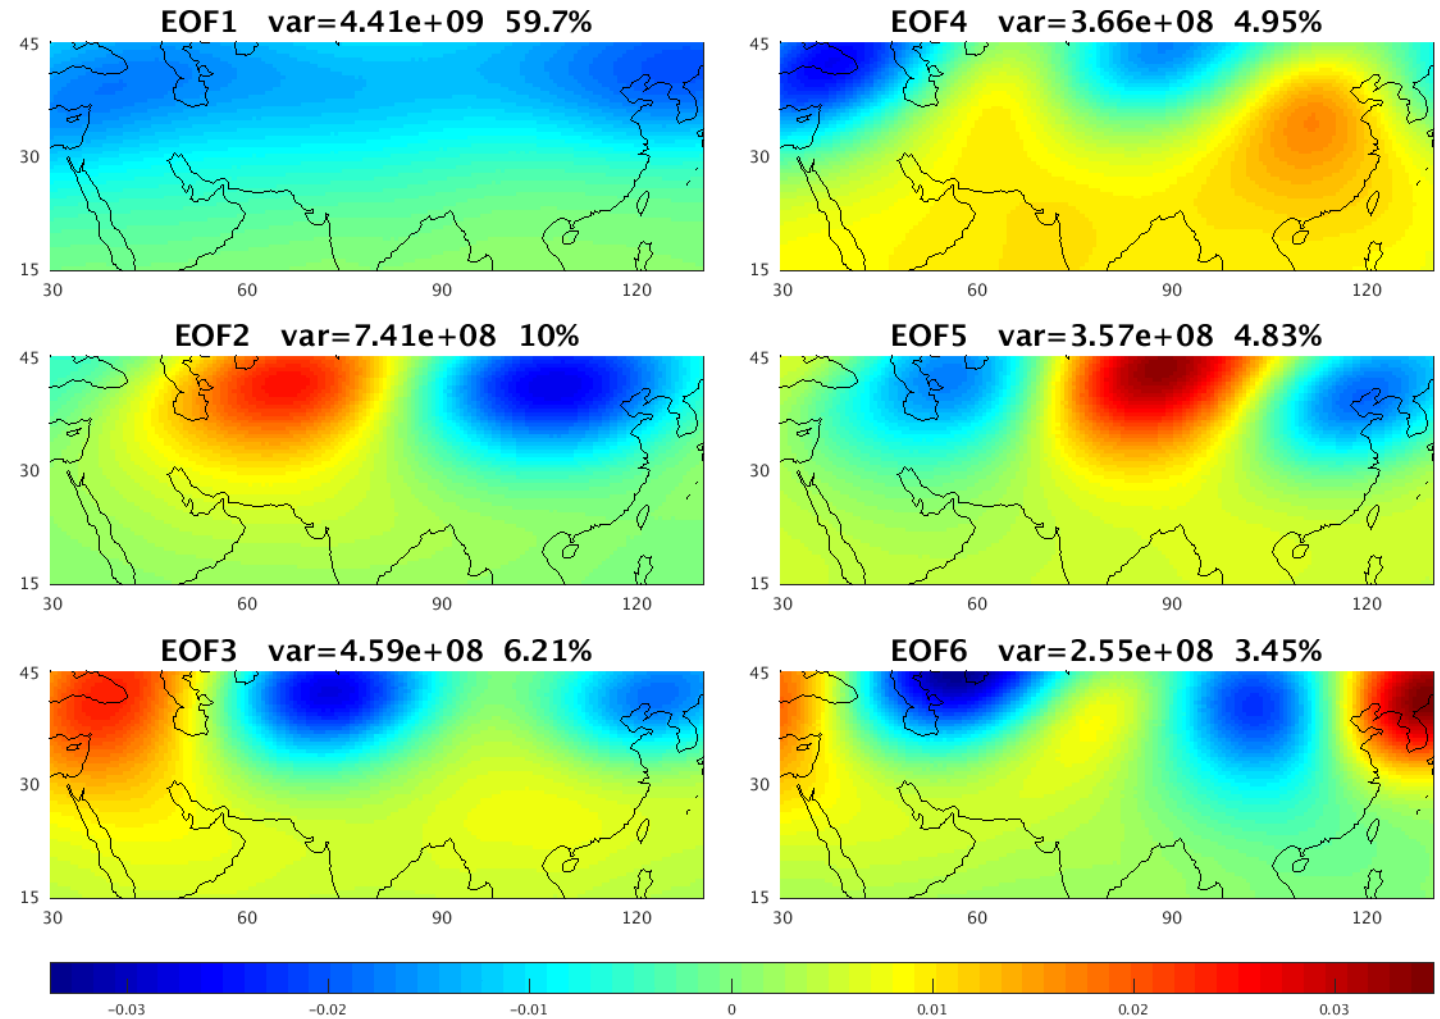 EOF1 var=4.41e+09 59.7%
45
30
15
30 60 90 120
EOF4 var=3.66e+08 4.95%
45
30
15
30 60 90 120
EOF2 var=7.41e+08 10%
45
30
15
30 60 90 120
EOF5 var=3.57e+08 4.83%
45
30
15
30 60 90 120
EOF3 var=4.59e+08 6.21%
45
30
15
30 60 90 120
EOF6 var=2.55e+08 3.45%
45
30
15
30 60 90 120
−0.03 −0.02 −0.01 0 0.01 0.02 0.03